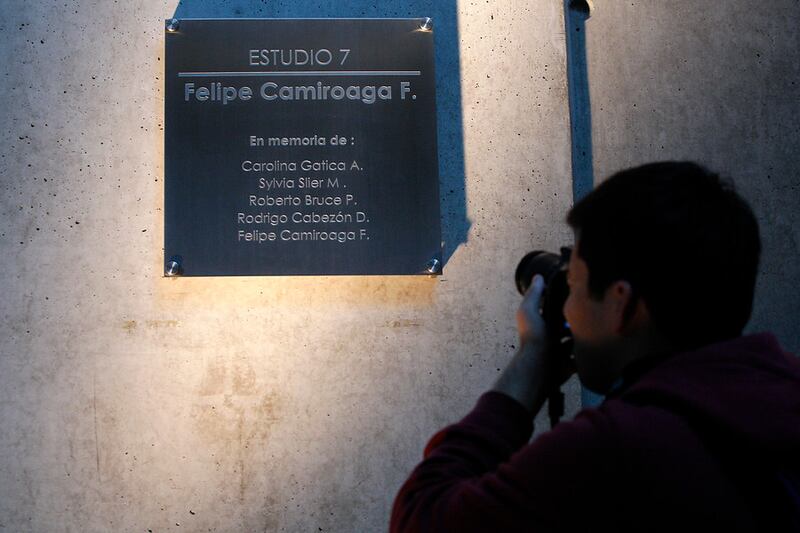 ESTUDIO 7
Felipe Camiroaga F.
En memoria de :
Carolina Gatica A.
Sylvia Slier M .
Roberto Bruce P.
Rodrigo Cabezón D.
Felipe Camiroaga F.